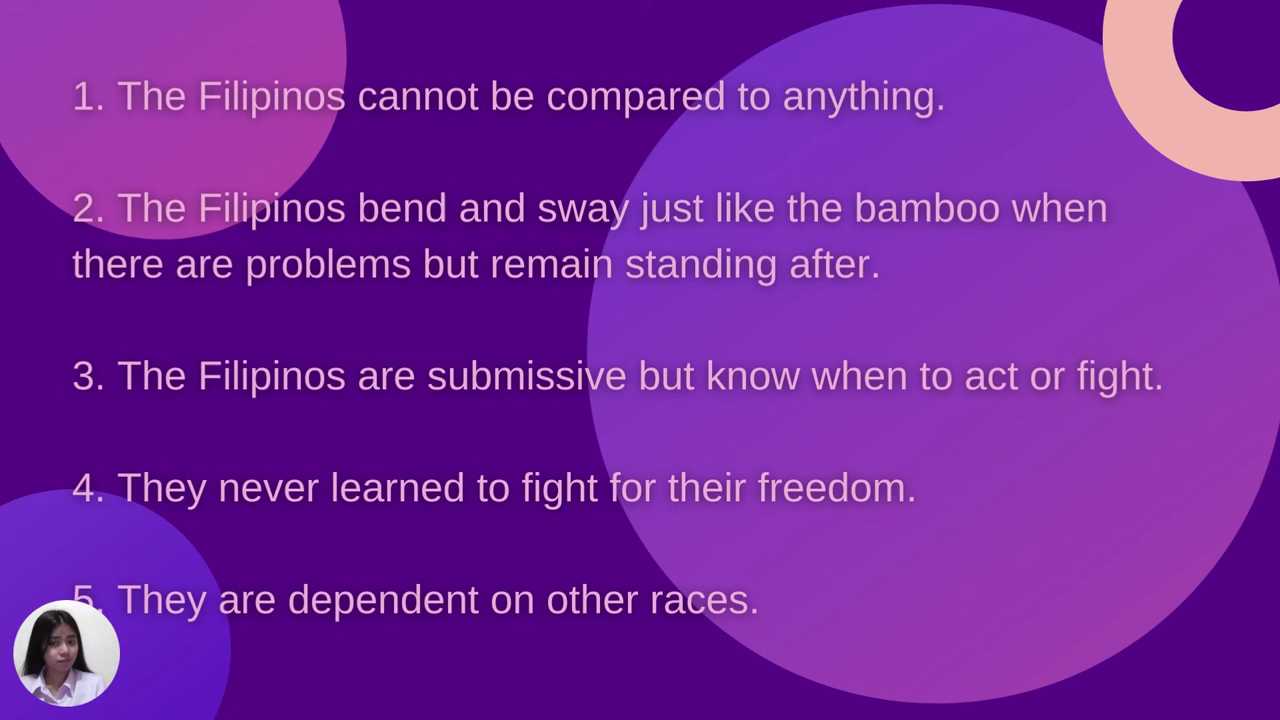 1. The Filipinos cannot be compared to anything.
2. The Filipinos bend and sway just like the bamboo when
there are problems but remain standing after.
3. The Filipinos are submissive but know when to act or fight.
4. They never learned to fight for their freedom.
5. They are dependent on other races.